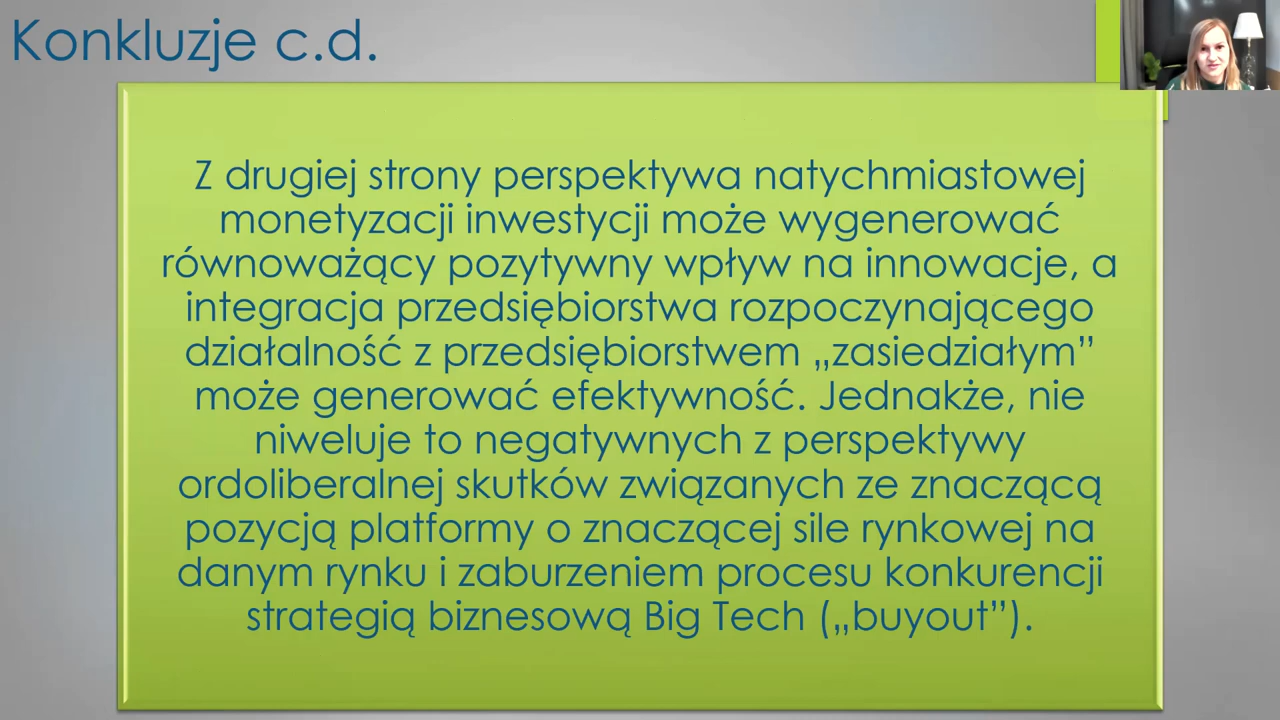 Konkluzje c.d.
Z drugiej strony perspektywa natychmiastowej
monetyzacji inwestycji może wygenerować
równoważący pozytywny wpływ na innowacje, a
integracja przedsiębiorstwa rozpoczynającego
działalność z przedsiębiorstwem „zasiedziałym”
może generować efektywność. Jednakże, nie
niweluje to negatywnych z perspektywy
ordoliberalnej skutków związanych ze znaczącą
pozycją platformy o znaczącej sile rynkowej na
danym rynku i zaburzeniem procesu konkurencji
strategią biznesową Big Tech („buyout”).